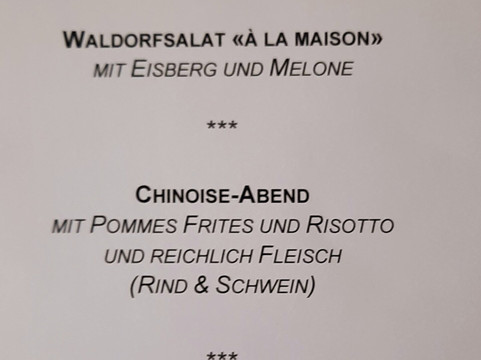 WALDORFSALAT «À LA MAISON»
MIT EISBERG UND MELONE
***
CHINOISE-ABEND
MIT POMMES FRITES UND RISOTTO
UND REICHLICH FLEISCH
(RIND & SCHWEIN)
***